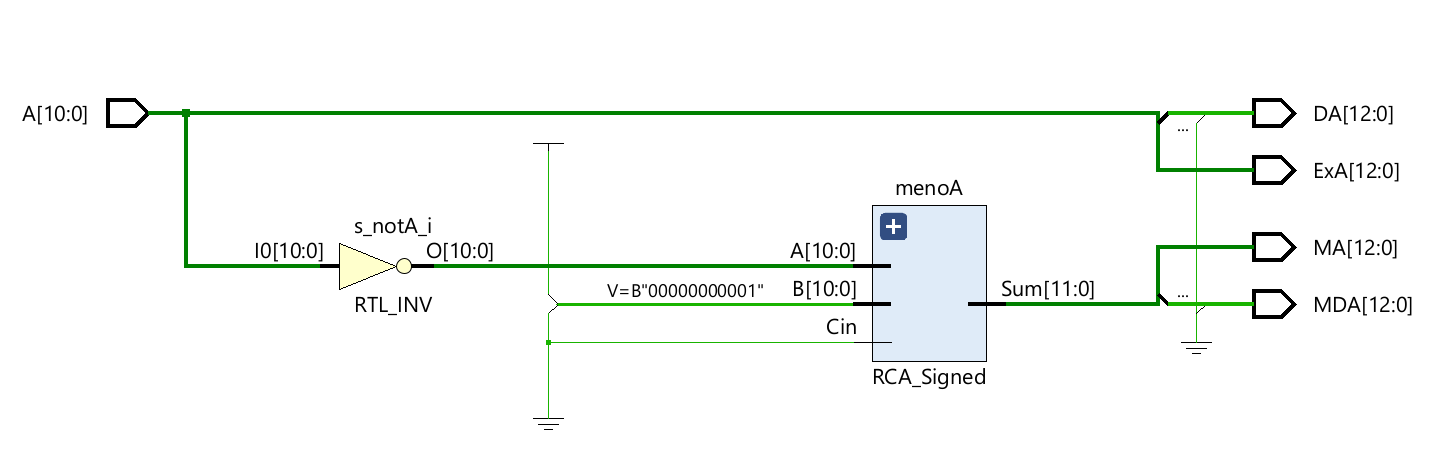 A[10:0]
DA[12:0]
...
ExA[12:0]
menoA
s_notA_i
I0[10:0]
O[10:0]
A[10:0]
MA[12:0]
RTL_INV
V=B"00000000001"
B[10:0]
Sum[11:0]
...
MDA[12:0]
Cin
RCA_Signed